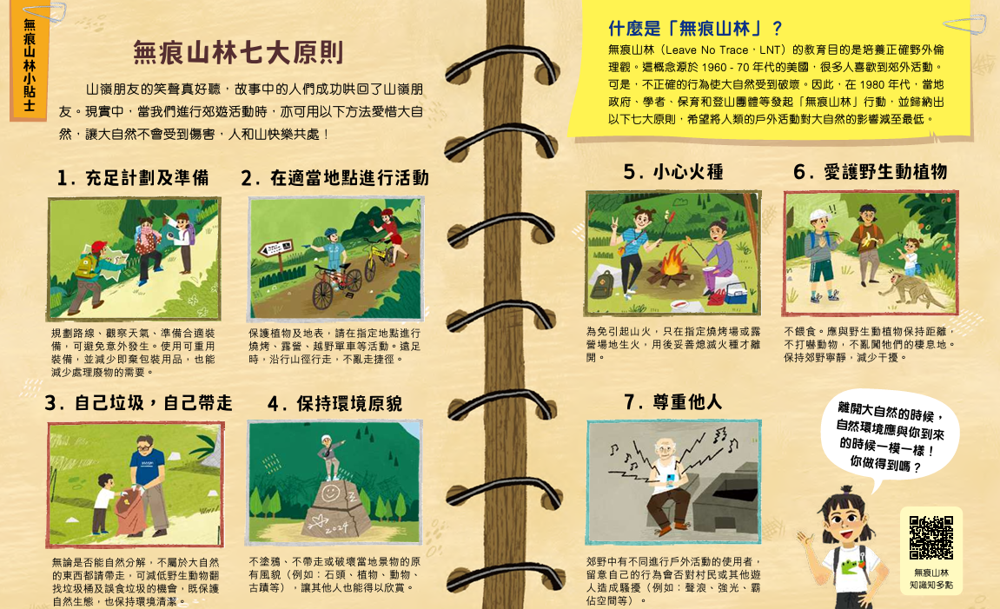 無痕山林小貼士
無痕山林七大原則
山嶺朋友的笑聲真好聽，故事中的人們成功哄回了山嶺朋
友。現實中，當我們進行郊遊活動時，亦可用以下方法愛惜大自
然，讓大自然不會受到傷害，人和山快樂共處！
1. 充足計劃及準備
規劃路線、觀察天氣、準備合適裝
備，可避免意外發生。使用可重用
裝備，並減少即棄包裝用品，也能
減少處理廢物的需要。
2. 在適當地點進行活動
保護植物及地表，請在指定地點進行
燒烤、露營、越野單車等活動。遠足
時，沿行山徑行走，不亂走捷徑。
3. 自己垃圾，自己帶走
無論是否能自然分解，不屬於大自然
的東西都請帶走，可減低野生動物翻
找垃圾桶及誤食垃圾的機會，既保護
自然生態，也保持環境清潔。
4. 保持環境原貌
2024
不塗鴉、不帶走或破壞當地景物的原
有風貌（例如：石頭、植物、動物、
古蹟等），讓其他人也能得以欣賞。
什麼是「無痕山林」？
無痕山林（Leave No Trace，LNT）的教育目的是培養正確野外倫
理觀。這概念源於 1960 - 70 年代的美國，很多人喜歡到郊外活動。
可是，不正確的行為使大自然受到破壞。因此，在 1980 年代，當地
政府、學者、保育和登山團體等發起「無痕山林」行動，並歸納出
以下七大原則，希望將人類的戶外活動對大自然的影響減至最低。
5. 小心火種
為免引起山火，只在指定燒烤場或露
營場地生火，用後妥善熄滅火種才離
開。
6. 愛護野生動植物
!!
不餵食。應與野生動植物保持距離，
不打嚇動物，不亂闖牠們的棲息地。
保持郊野寧靜，減少干擾。
7. 尊重他人
郊野中有不同進行戶外活動的使用者，
留意自己的行為會否對村民或其他遊
人造成騷擾（例如：聲浪、強光、霸
佔空間等）。
離開大自然的時候，
自然環境應與你到來
的時候一模一樣！
你做得到嗎？
無痕山林
知識知多點